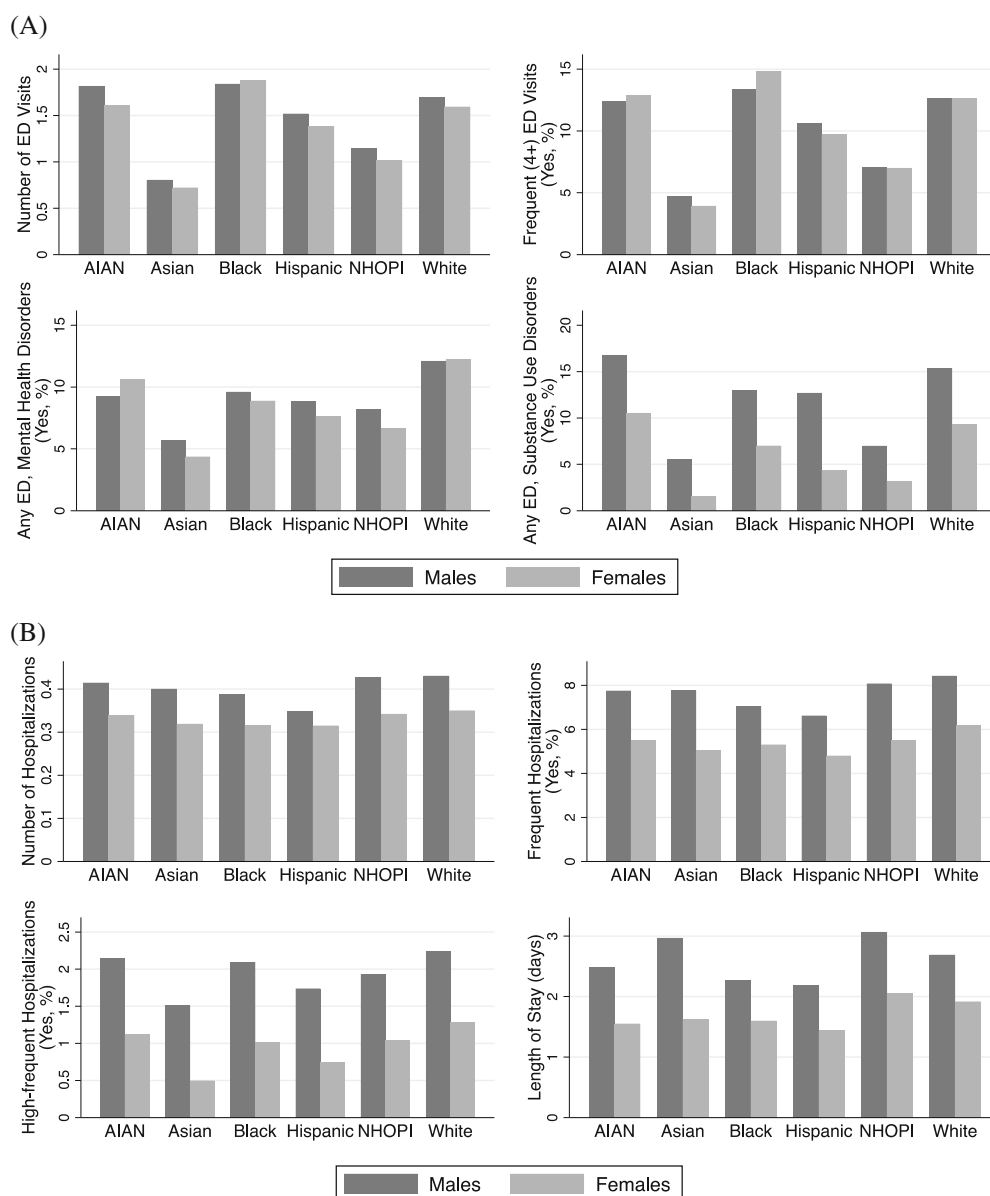 (A)
Number of ED Visits
0 0.5 1 1.5 2
AIAN Asian Black Hispanic NHOPI White
Frequent (4+) ED Visits
(Yes, %)
0 5 10 15
AIAN Asian Black Hispanic NHOPI White
Any ED, Mental Health Disorders
(Yes, %)
0 5 10 15
AIAN Asian Black Hispanic NHOPI White
Any ED, Substance Use Disorders
(Yes, %)
0 5 10 15 20
AIAN Asian Black Hispanic NHOPI White
Males Females
(B)
Number of Hospitalizations
0 0.1 0.2 0.3 0.4
AIAN Asian Black Hispanic NHOPI White
Frequent Hospitalizations
(Yes, %)
0 2 4 6 8
AIAN Asian Black Hispanic NHOPI White
High-frequent Hospitalizations
(Yes, %)
0 0.5 1 1.5 2 2.5
AIAN Asian Black Hispanic NHOPI White
Length of Stay (days)
0 1 2 3
AIAN Asian Black Hispanic NHOPI White
Males Females